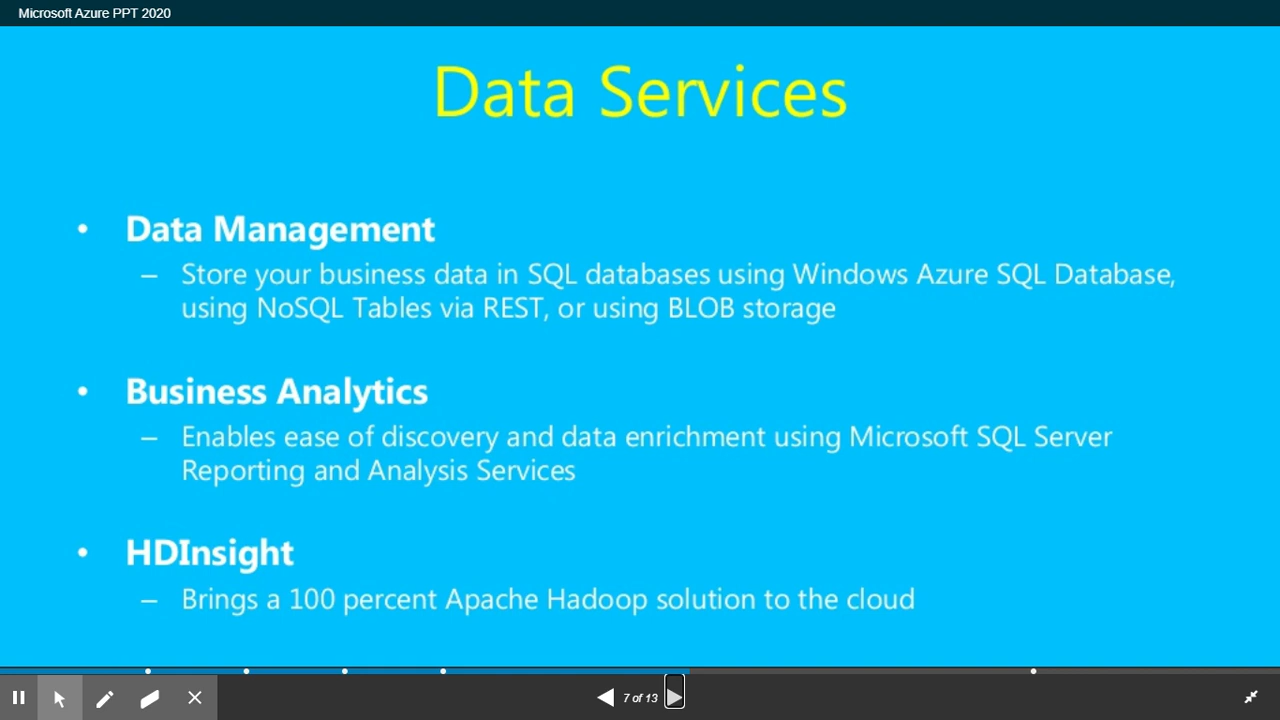 Microsoft Azure PPT 2020
Data Services
• Data Management
– Store your business data in SQL databases using Windows Azure SQL Database,
using NoSQL Tables via REST, or using BLOB storage
• Business Analytics
– Enables ease of discovery and data enrichment using Microsoft SQL Server
Reporting and Analysis Services
• HDInsight
– Brings a 100 percent Apache Hadoop solution to the cloud
7 of 13